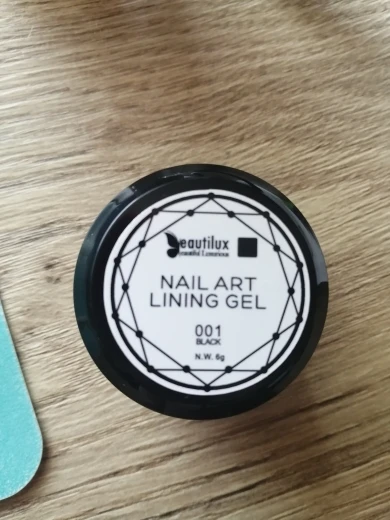 Beautilux
Beautiful Luxurious
NAIL ART
LINING GEL
001
BLACK
N.W. 6g